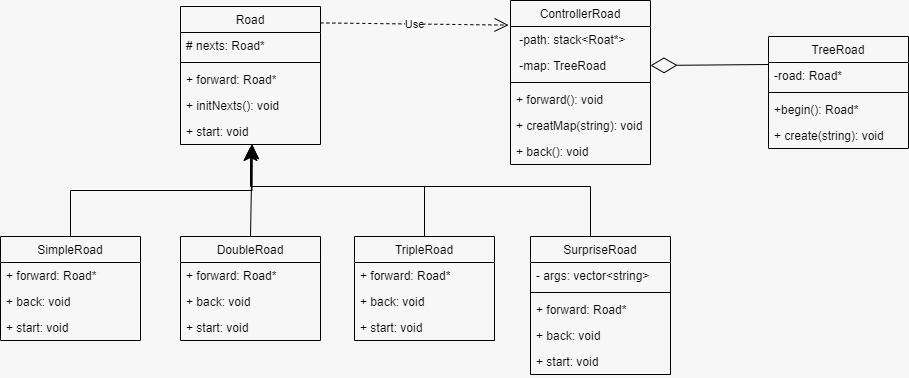 Road
# nexts: Road*
+ forward: Road*
+ initNexts(): void
+ start: void
Use
ControllerRoad
-path: stack<Roat*>
-map: TreeRoad
+ forward(): void
+ creatMap(string): void
+ back(): void
TreeRoad
-road: Road*
+begin(): Road*
+ create(string): void
SimpleRoad
+ forward: Road*
+ back: void
+ start: void
DoubleRoad
+ forward: Road*
+ back: void
+ start: void
TripleRoad
+ forward: Road*
+ back: void
+ start: void
SurpriseRoad
- args: vector<string>
+ forward: Road*
+ back: void
+ start: void